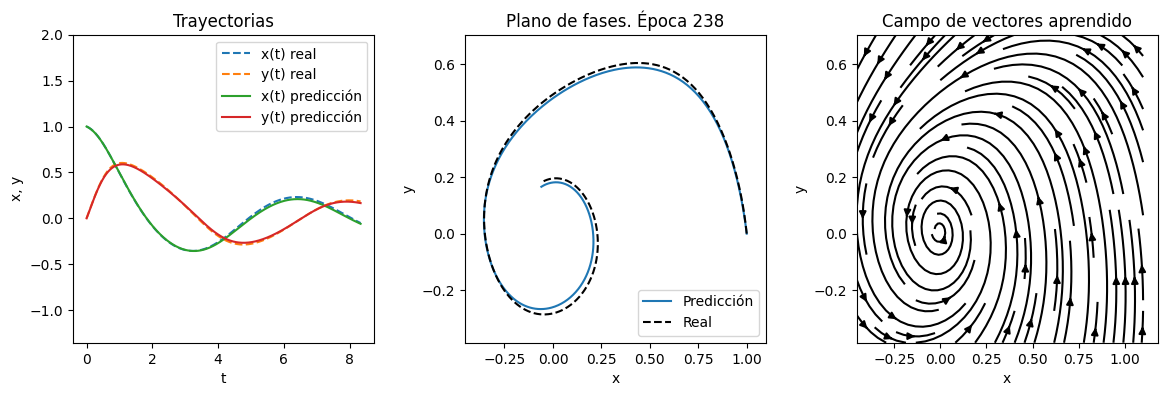 Trayectorias
2.0
1.5
1.0
0.5
0.0
−0.5
−1.0
x, y
0 2 4 6 8
t
x(t) real
y(t) real
x(t) predicción
y(t) predicción
Plano de fases. Época 238
0.6
0.4
0.2
0.0
−0.2
y
−0.25 0.00 0.25 0.50 0.75 1.00
x
Predicción
Real
Campo de vectores aprendido
0.6
0.4
0.2
0.0
−0.2
y
−0.25 0.00 0.25 0.50 0.75 1.00
x